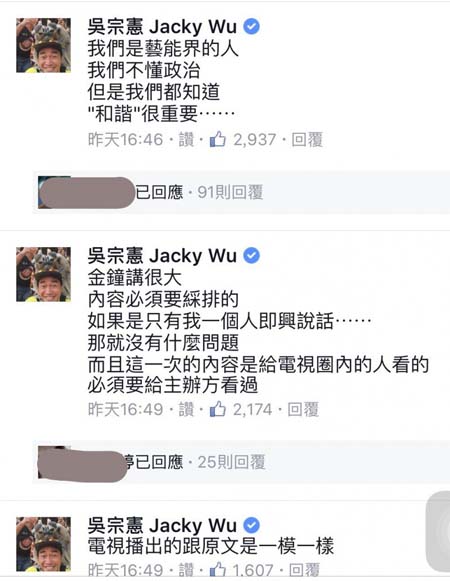 吳宗憲 Jacky Wu
我們是藝能界的人
我們不懂政治
但是我們都知道
"和諧"很重要⋯⋯
昨天16:46・讚・2,937・回覆
已回應・91則回覆
吳宗憲 Jacky Wu
金鐘講很大
內容必須要綵排的
如果是只有我一個人即興說話⋯⋯
那就沒有什麼問題
而且這一次的內容是給電視圈內的人看的
必須要給主辦方看過
昨天16:49・讚・2,174・回覆
已回應・25則回覆
吳宗憲 Jacky Wu
電視播出的跟原文是一模一樣
昨天16:49・讚・1,607・回覆